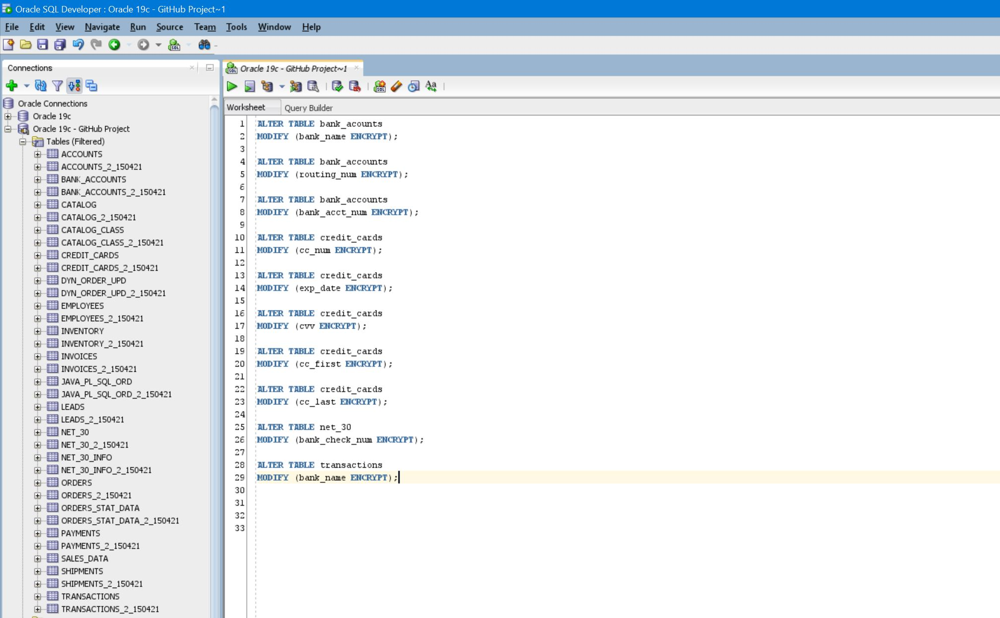 Oracle SQL Developer : Oracle 19c - GitHub Project~1
File Edit View Navigate Run Source Team Tools Window Help
Connections
Oracle Connections
Oracle 19c
Oracle 19c - GitHub Project
Tables (Filtered)
ACCOUNTS
ACCOUNTS_2_150421
BANK_ACCOUNTS
BANK_ACCOUNTS_2_150421
CATALOG
CATALOG_2_150421
CATALOG_CLASS
CATALOG_CLASS_2_150421
CREDIT_CARDS
CREDIT_CARDS_2_150421
DYN_ORDER_UPD
DYN_ORDER_UPD_2_150421
EMPLOYEES
EMPLOYEES_2_150421
INVENTORY
INVENTORY_2_150421
INVOICES
INVOICES_2_150421
JAVA_PL_SQL_ORD
JAVA_PL_SQL_ORD_2_150421
LEADS
LEADS_2_150421
NET_30
NET_30_2_150421
NET_30_INFO
NET_30_INFO_2_150421
ORDERS
ORDERS_2_150421
ORDERS_STAT_DATA
ORDERS_STAT_DATA_2_150421
PAYMENTS
PAYMENTS_2_150421
SALES_DATA
SHIPMENTS
SHIPMENTS_2_150421
TRANSACTIONS
TRANSACTIONS_2_150421
Oracle 19c - GitHub Project~1
Worksheet Query Builder
1 ALTER TABLE bank_acounts
2 MODIFY (bank_name ENCRYPT);
3
4 ALTER TABLE bank_accounts
5 MODIFY (routing_num ENCRYPT);
6
7 ALTER TABLE bank_accounts
8 MODIFY (bank_acct_num ENCRYPT);
9
10 ALTER TABLE credit_cards
11 MODIFY (cc_num ENCRYPT);
12
13 ALTER TABLE credit_cards
14 MODIFY (exp_date ENCRYPT);
15
16 ALTER TABLE credit_cards
17 MODIFY (cvv ENCRYPT);
18
19 ALTER TABLE credit_cards
20 MODIFY (cc_first ENCRYPT);
21
22 ALTER TABLE credit_cards
23 MODIFY (cc_last ENCRYPT);
24
25 ALTER TABLE net_30
26 MODIFY (bank_check_num ENCRYPT);
27
28 ALTER TABLE transactions
29 MODIFY (bank_name ENCRYPT);
30
31
32
33